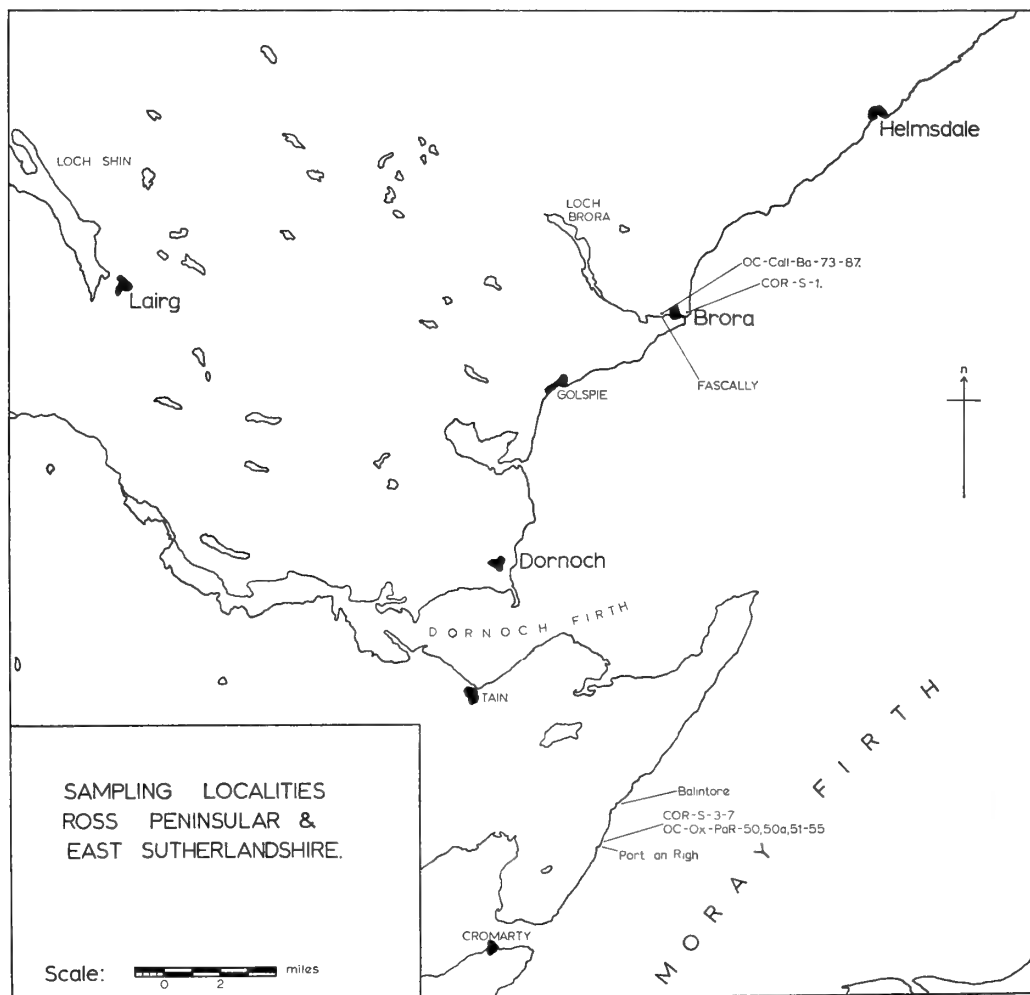 Helmsdale
LOCH SHIN
LOCH
BRORA
OC-Call-Ba-73-87.
COR-S-1.
Lairg
Brora
FASCALLY
GOLSPIE
n
Dornoch
DORNOCH FIRTH
TAIN
MORAY FIRTH
Balintore
COR-S-3-7
OC-Ox-PaR-50,50a,51-55
Port an Righ
CROMARTY
SAMPLING LOCALITIES
ROSS PENINSULAR &
EAST SUTHERLANDSHIRE.
Scale:
miles
0 2